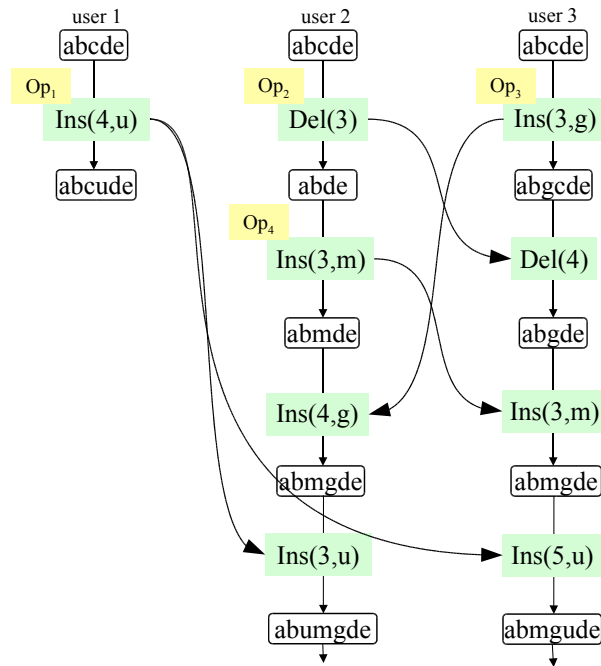 user 1 user 2 user 3
abcde abcde abcde
Op1 Op2 Op3
Ins(4,u) Del(3) Ins(3,g)
abcude abde abgcde
Op4
Ins(3,m) Del(4)
abmde abgde
Ins(4,g) Ins(3,m)
abmgde abmgde
Ins(3,u) Ins(5,u)
abumgde abmgude